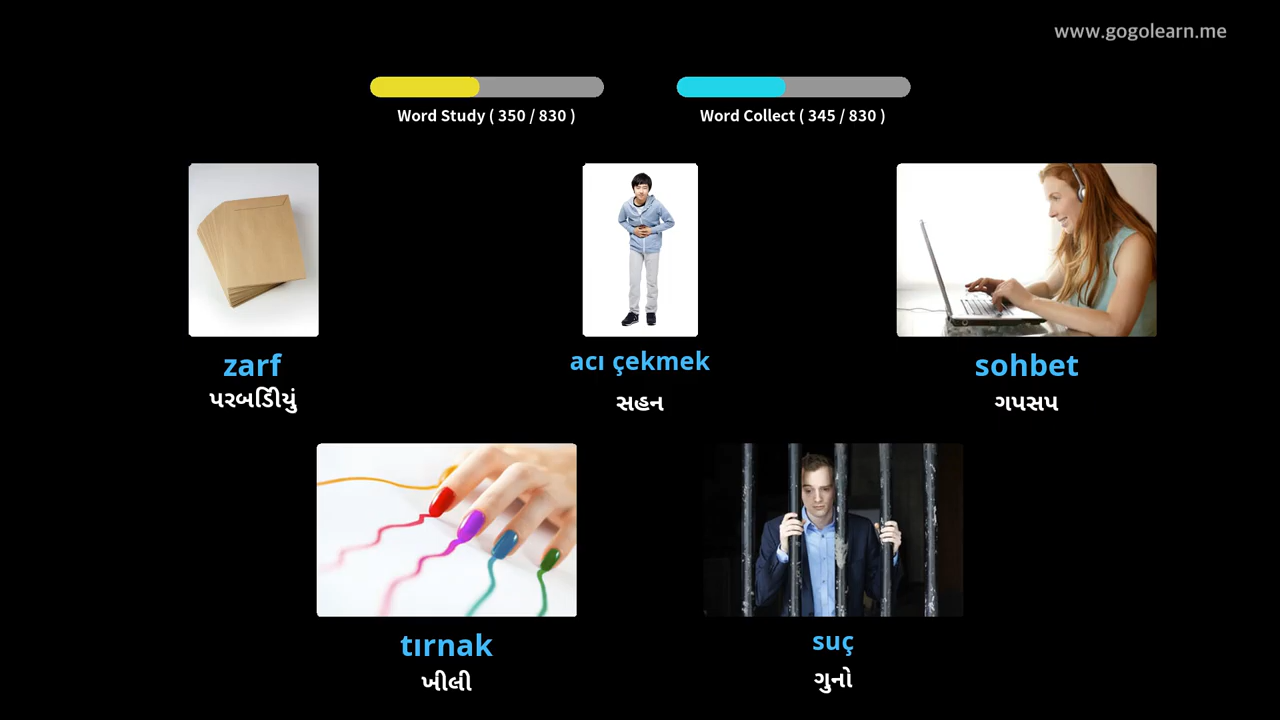 www.gogolearn.me
Word Study ( 350 / 830 )
Word Collect ( 345 / 830 )
zarf
પરબડિીયું
acı çekmek
સહન
sohbet
ગપસપ
tırnak
ખીલી
suç
ગુનો